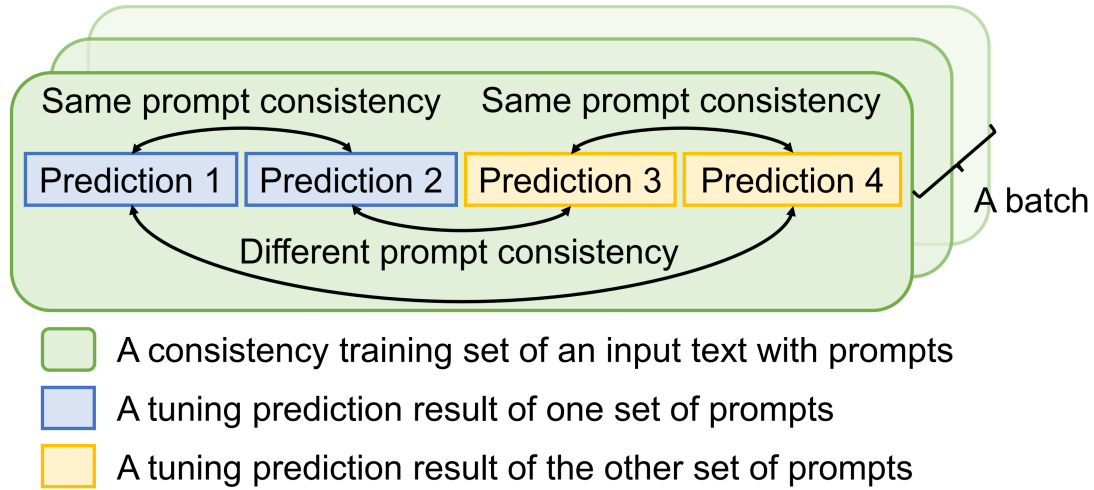 Same prompt consistency
Same prompt consistency
Prediction 1
Prediction 2
Prediction 3
Prediction 4
A batch
Different prompt consistency
A consistency training set of an input text with prompts
A tuning prediction result of one set of prompts
A tuning prediction result of the other set of prompts